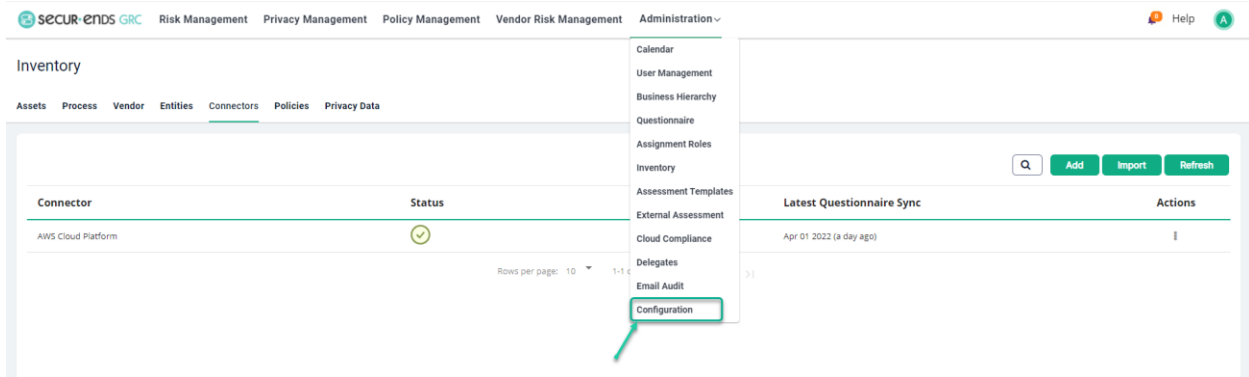 SECUR-ENDS GRC Risk Management Privacy Management Policy Management Vendor Risk Management Administration 8 Help A
Calendar
Inventory
User Management
Business Hierarchy
Assets Process Vendor Entities Connectors Policies Privacy Data
Questionnaire
Assignment Roles
Inventory
Add Import Refresh
Assessment Templates
Connector Status Latest Questionnaire Sync Actions
External Assessment
AWS Cloud Platform Cloud Compliance Apr 01 2022 (a day ago)
Delegates
Rows per page: 10 1-1
Email Audit
Configuration